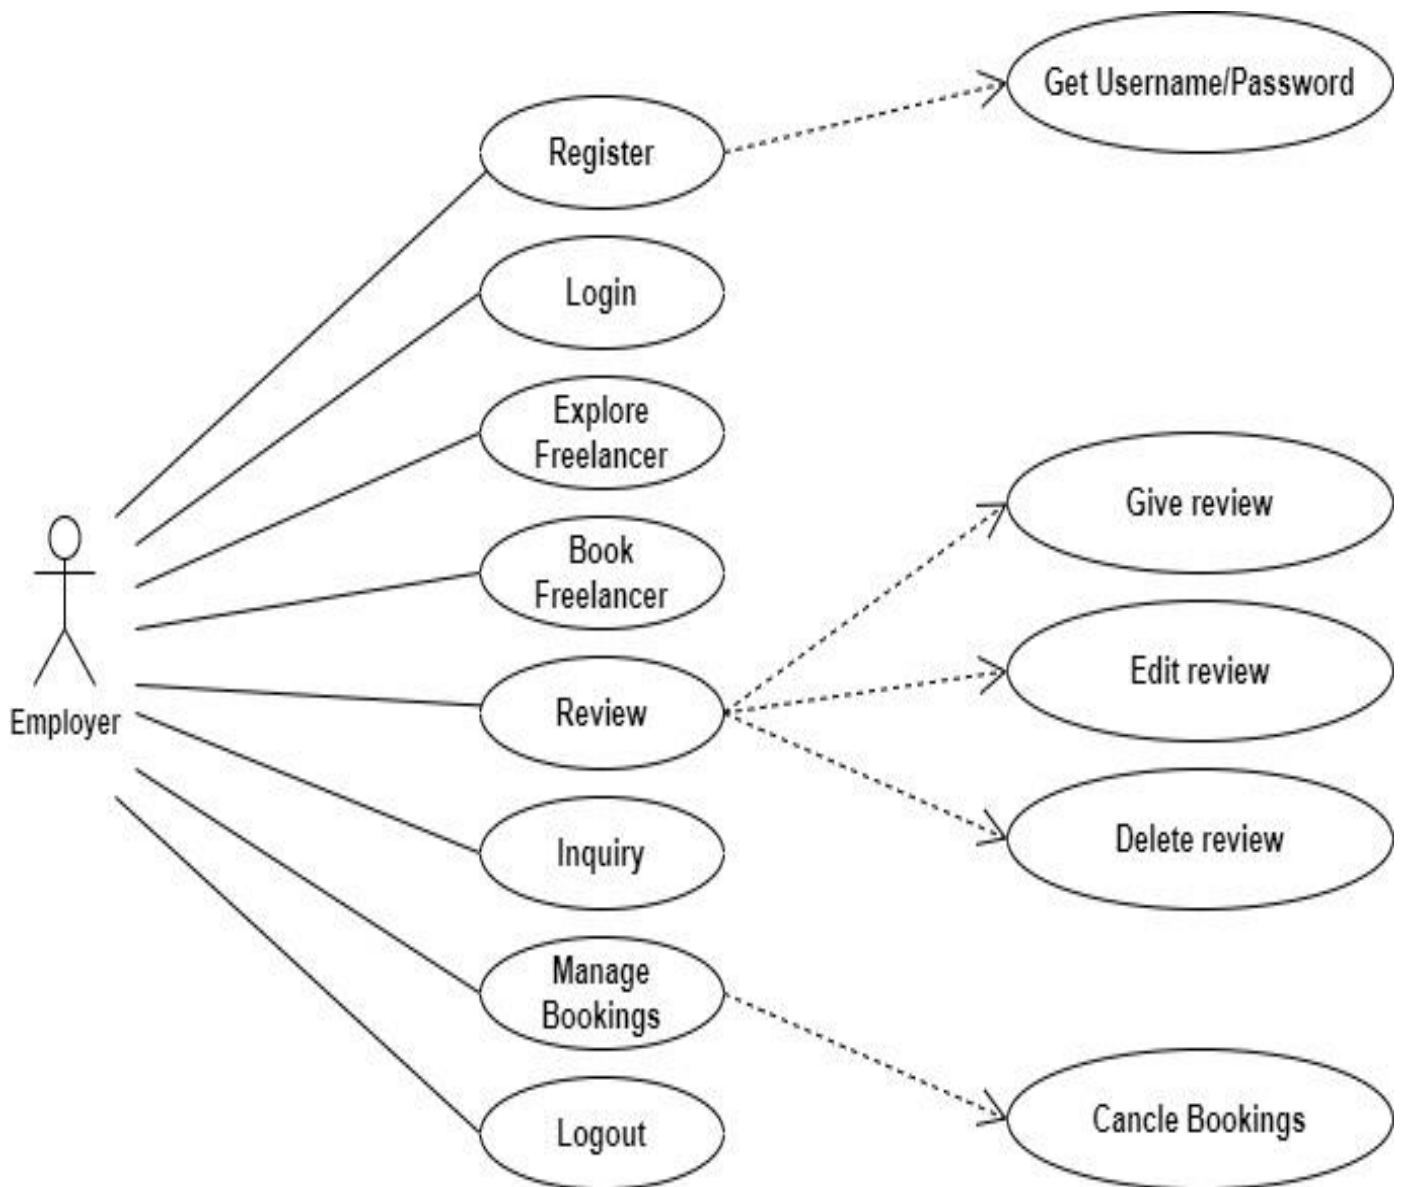 Get Username/Password
Register
Login
Explore
Freelancer
Book
Freelancer
Employer
Review
Inquiry
Manage
Bookings
Logout
Give review
Edit review
Delete review
Cancle Bookings